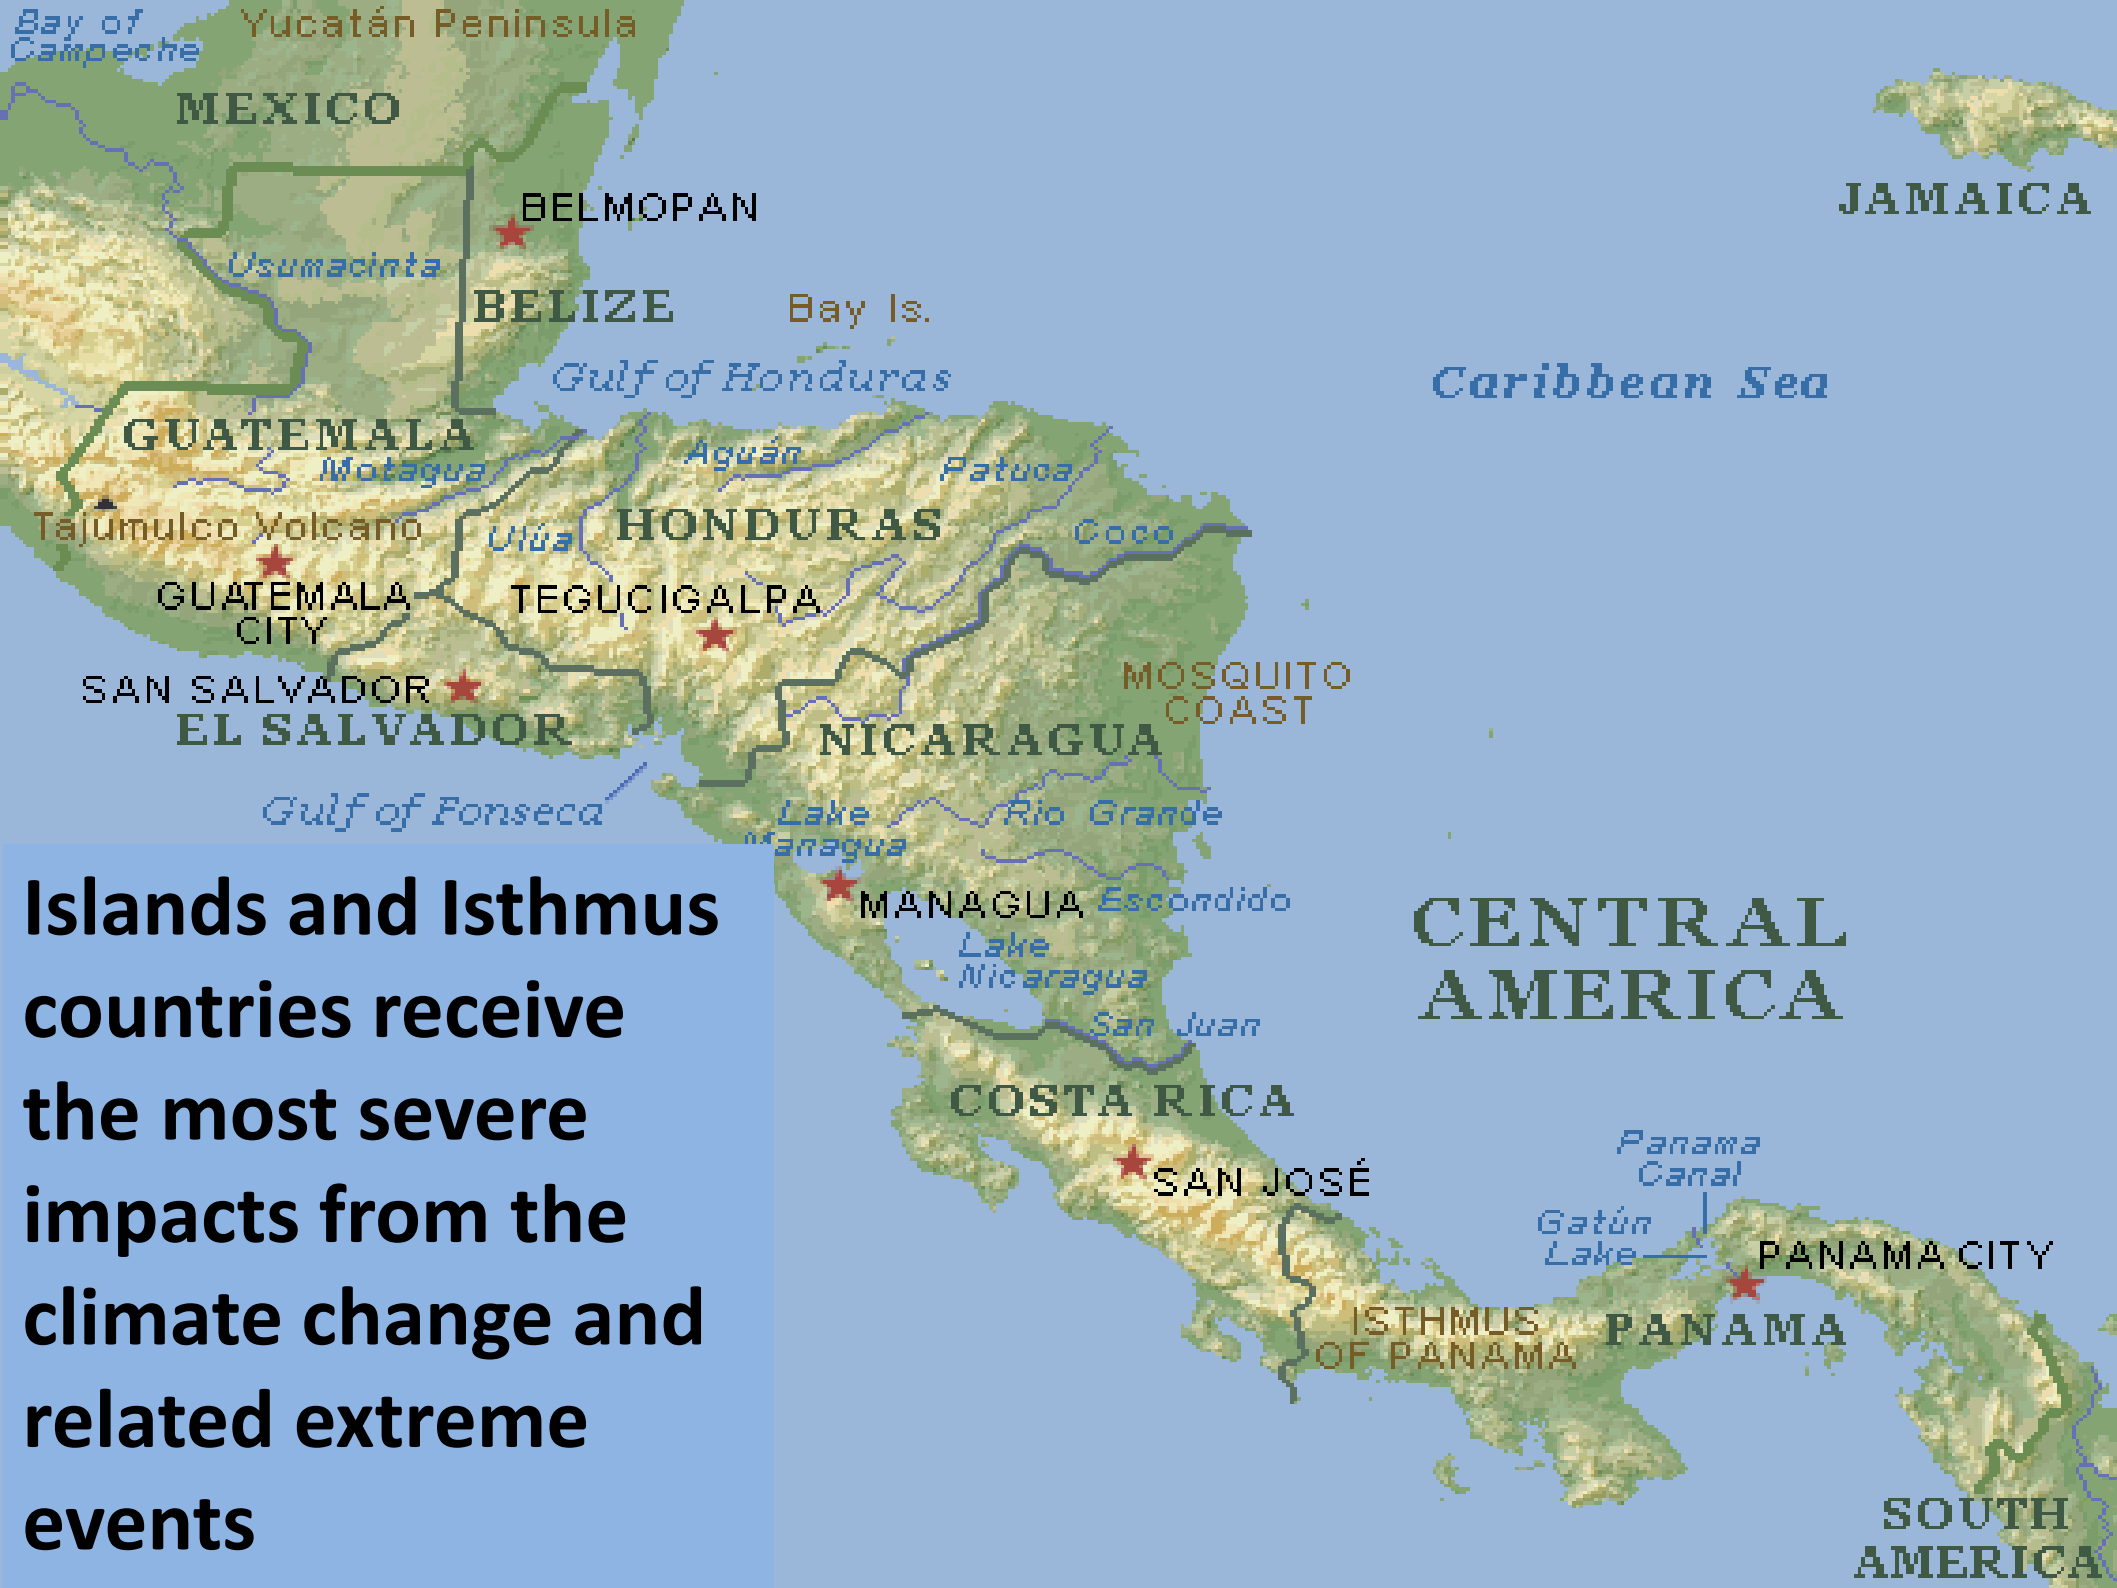 Bay of
Campeche
Yucatán Peninsula
MEXICO
JAMAICA
BELMOPAN
Usumacinta
BELIZE
Bay Is.
Gulf of Honduras
Caribbean Sea
GUATEMALA
Motagua
Aguán
Patuca
Tajumulco Volcano
Ulúa
HONDURAS
Coco
GUATEMALA
CITY
TEGUCIGALPA
SAN SALVADOR
EL SALVADOR
MOSQUITO
COAST
NICARAGUA
Gulf of Fonseca
Lake
Managua
Rio Grande
MANAGUA
Escondido
Lake
Nicaragua
San Juan
CENTRAL
AMERICA
COSTA RICA
SAN JOSÉ
Panama
Canal
Gatún
Lake
PANAMA CITY
ISTHMUS
OF PANAMA
PANAMA
SOUTH
AMERICA
Islands and Isthmus
countries receive
the most severe
impacts from the
climate change and
related extreme
events